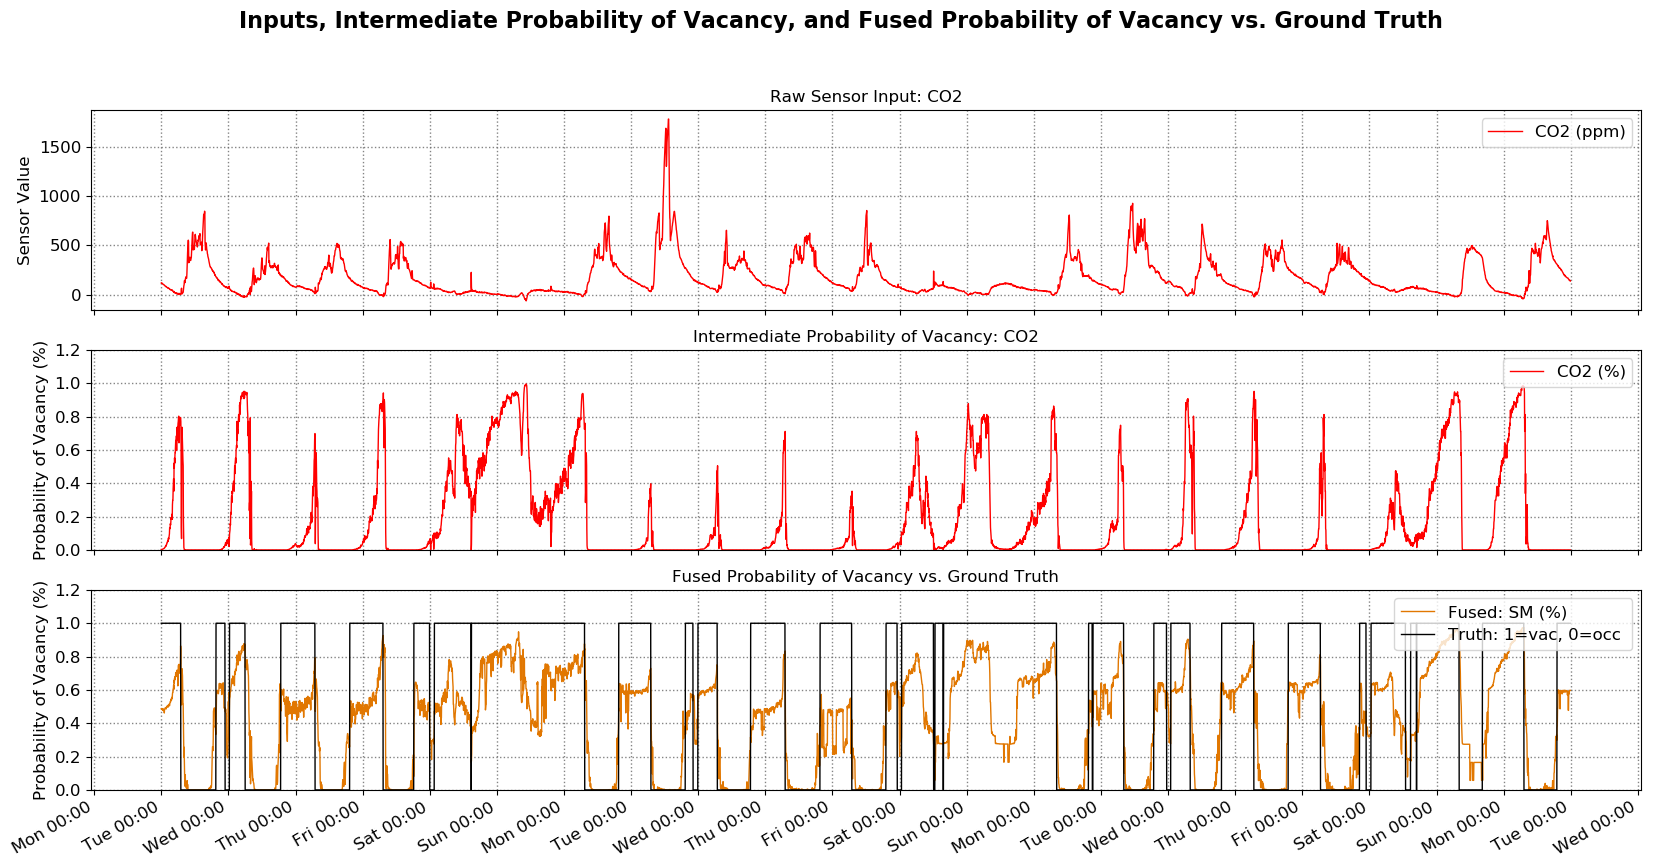 Inputs, Intermediate Probability of Vacancy, and Fused Probability of Vacancy vs. Ground Truth
Raw Sensor Input: CO2
Sensor Value
1500
1000
500
0
CO2 (ppm)
Intermediate Probability of Vacancy: CO2
Probability of Vacancy (%)
1.2
1.0
0.8
0.6
0.4
0.2
0.0
CO2 (%)
Fused Probability of Vacancy vs. Ground Truth
Probability of Vacancy (%)
1.2
1.0
0.8
0.6
0.4
0.2
0.0
Fused: SM (%)
Truth: 1=vac, 0=occ
Mon 00:00
Tue 00:00
Wed 00:00
Thu 00:00
Fri 00:00
Sat 00:00
Sun 00:00
Mon 00:00
Tue 00:00
Wed 00:00
Thu 00:00
Fri 00:00
Sat 00:00
Sun 00:00
Mon 00:00
Tue 00:00
Wed 00:00
Thu 00:00
Fri 00:00
Sat 00:00
Sun 00:00
Mon 00:00
Tue 00:00
Wed 00:00